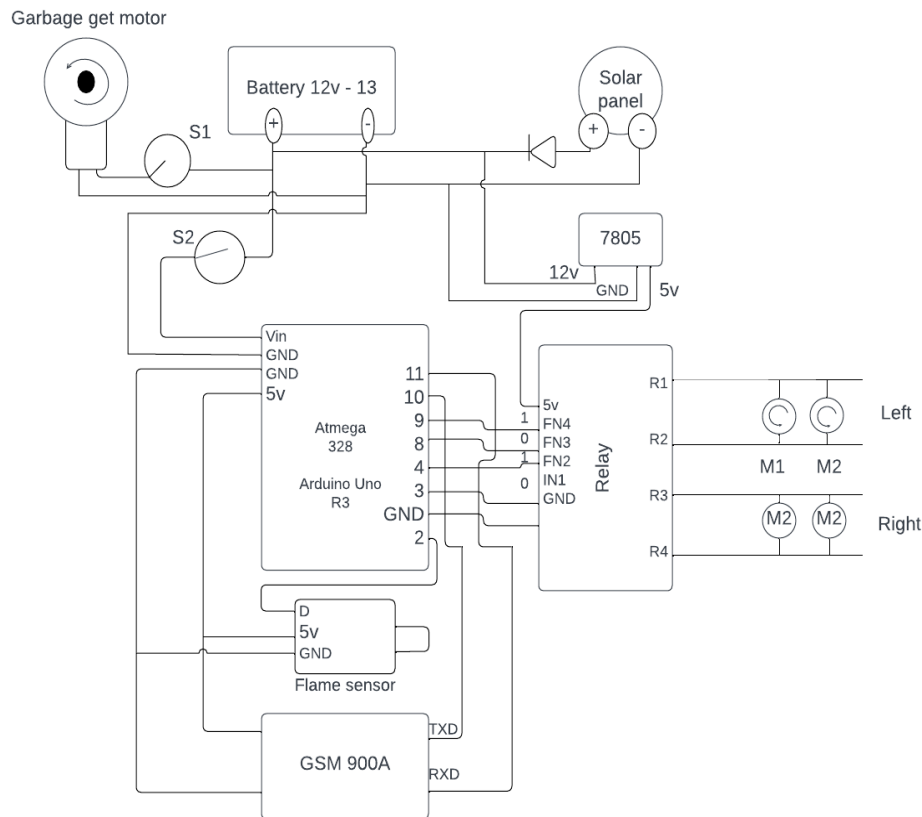 Garbage get motor
Battery 12v - 13
+
-
Solar
panel
+
-
S1
S2
7805
12v
GND
5v
Vin
GND
GND
5v
Atmega
328
Arduino Uno
R3
11
10
9
8
4
3
GND
2
1
0
1
0
5v
FN4
FN3
FN2
IN1
GND
Relay
R1
R2
R3
R4
Left
M1
M2
M2
M2
Right
D
5v
GND
Flame sensor
GSM 900A
TXD
RXD